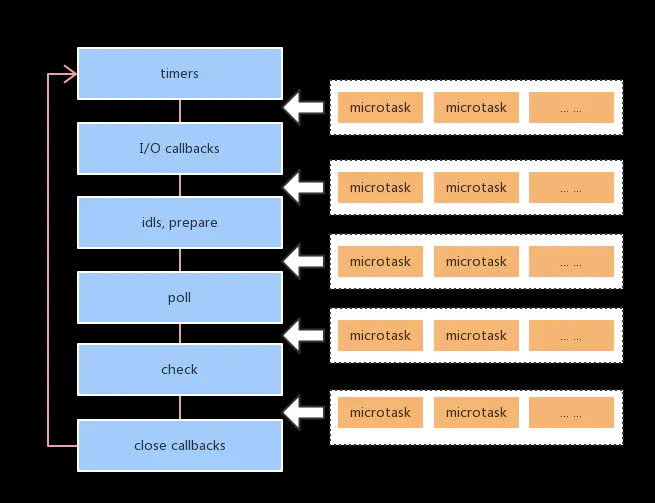 timers
microtask microtask ... ...
I/O callbacks
microtask microtask ... ...
idls, prepare
microtask microtask ... ...
poll
microtask microtask ... ...
check
microtask microtask ... ...
close callbacks